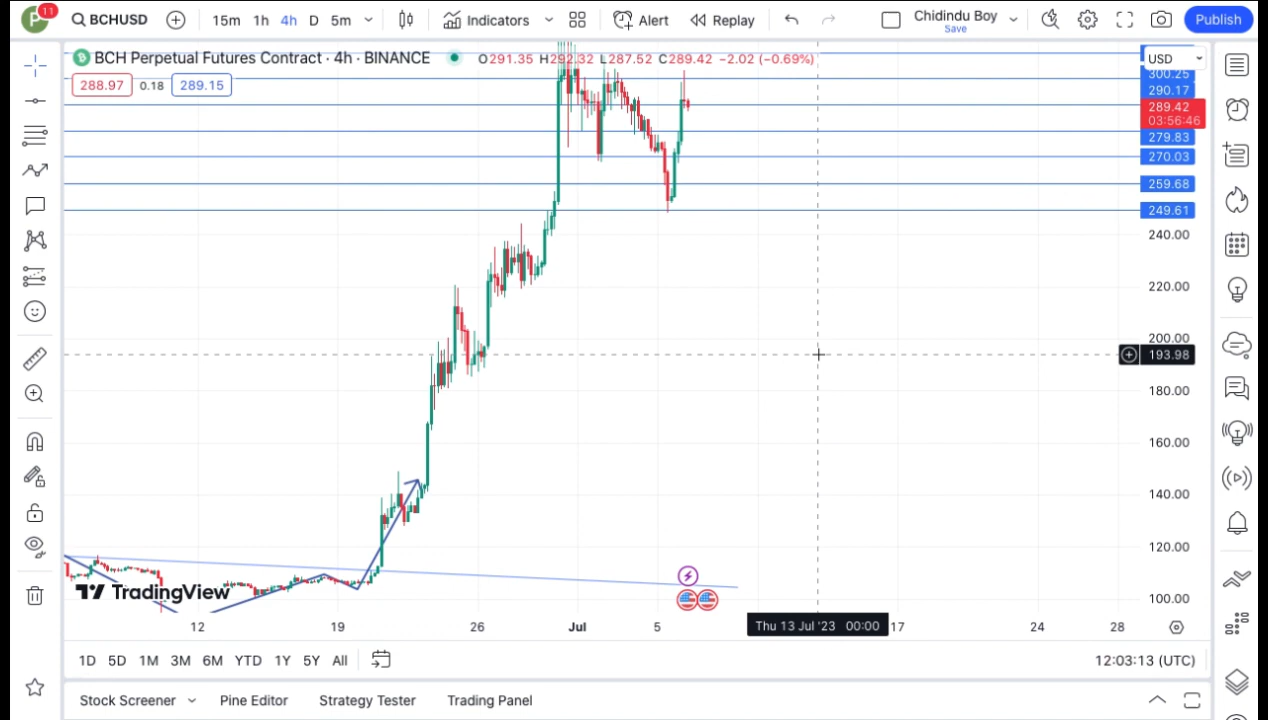 P 11 BCHUSD 15m 1h 4h D 5m Indicators Alert Replay Chidindu Boy Save Publish
BCH Perpetual Futures Contract · 4h · BINANCE O291.35 H292.32 L287.52 C289.42 -2.02 (-0.69%) USD
300.25
288.97 0.18 289.15
290.17
289.42
03:56:46
279.83
270.03
259.68
249.61
240.00
220.00
200.00
193.98
180.00
160.00
140.00
120.00
TradingView
100.00
12 19 26 Jul 5 Thu 13 Jul '23 00:00 17 24 28
1D 5D 1M 3M 6M YTD 1Y 5Y All 12:03:13 (UTC)
Stock Screener Pine Editor Strategy Tester Trading Panel